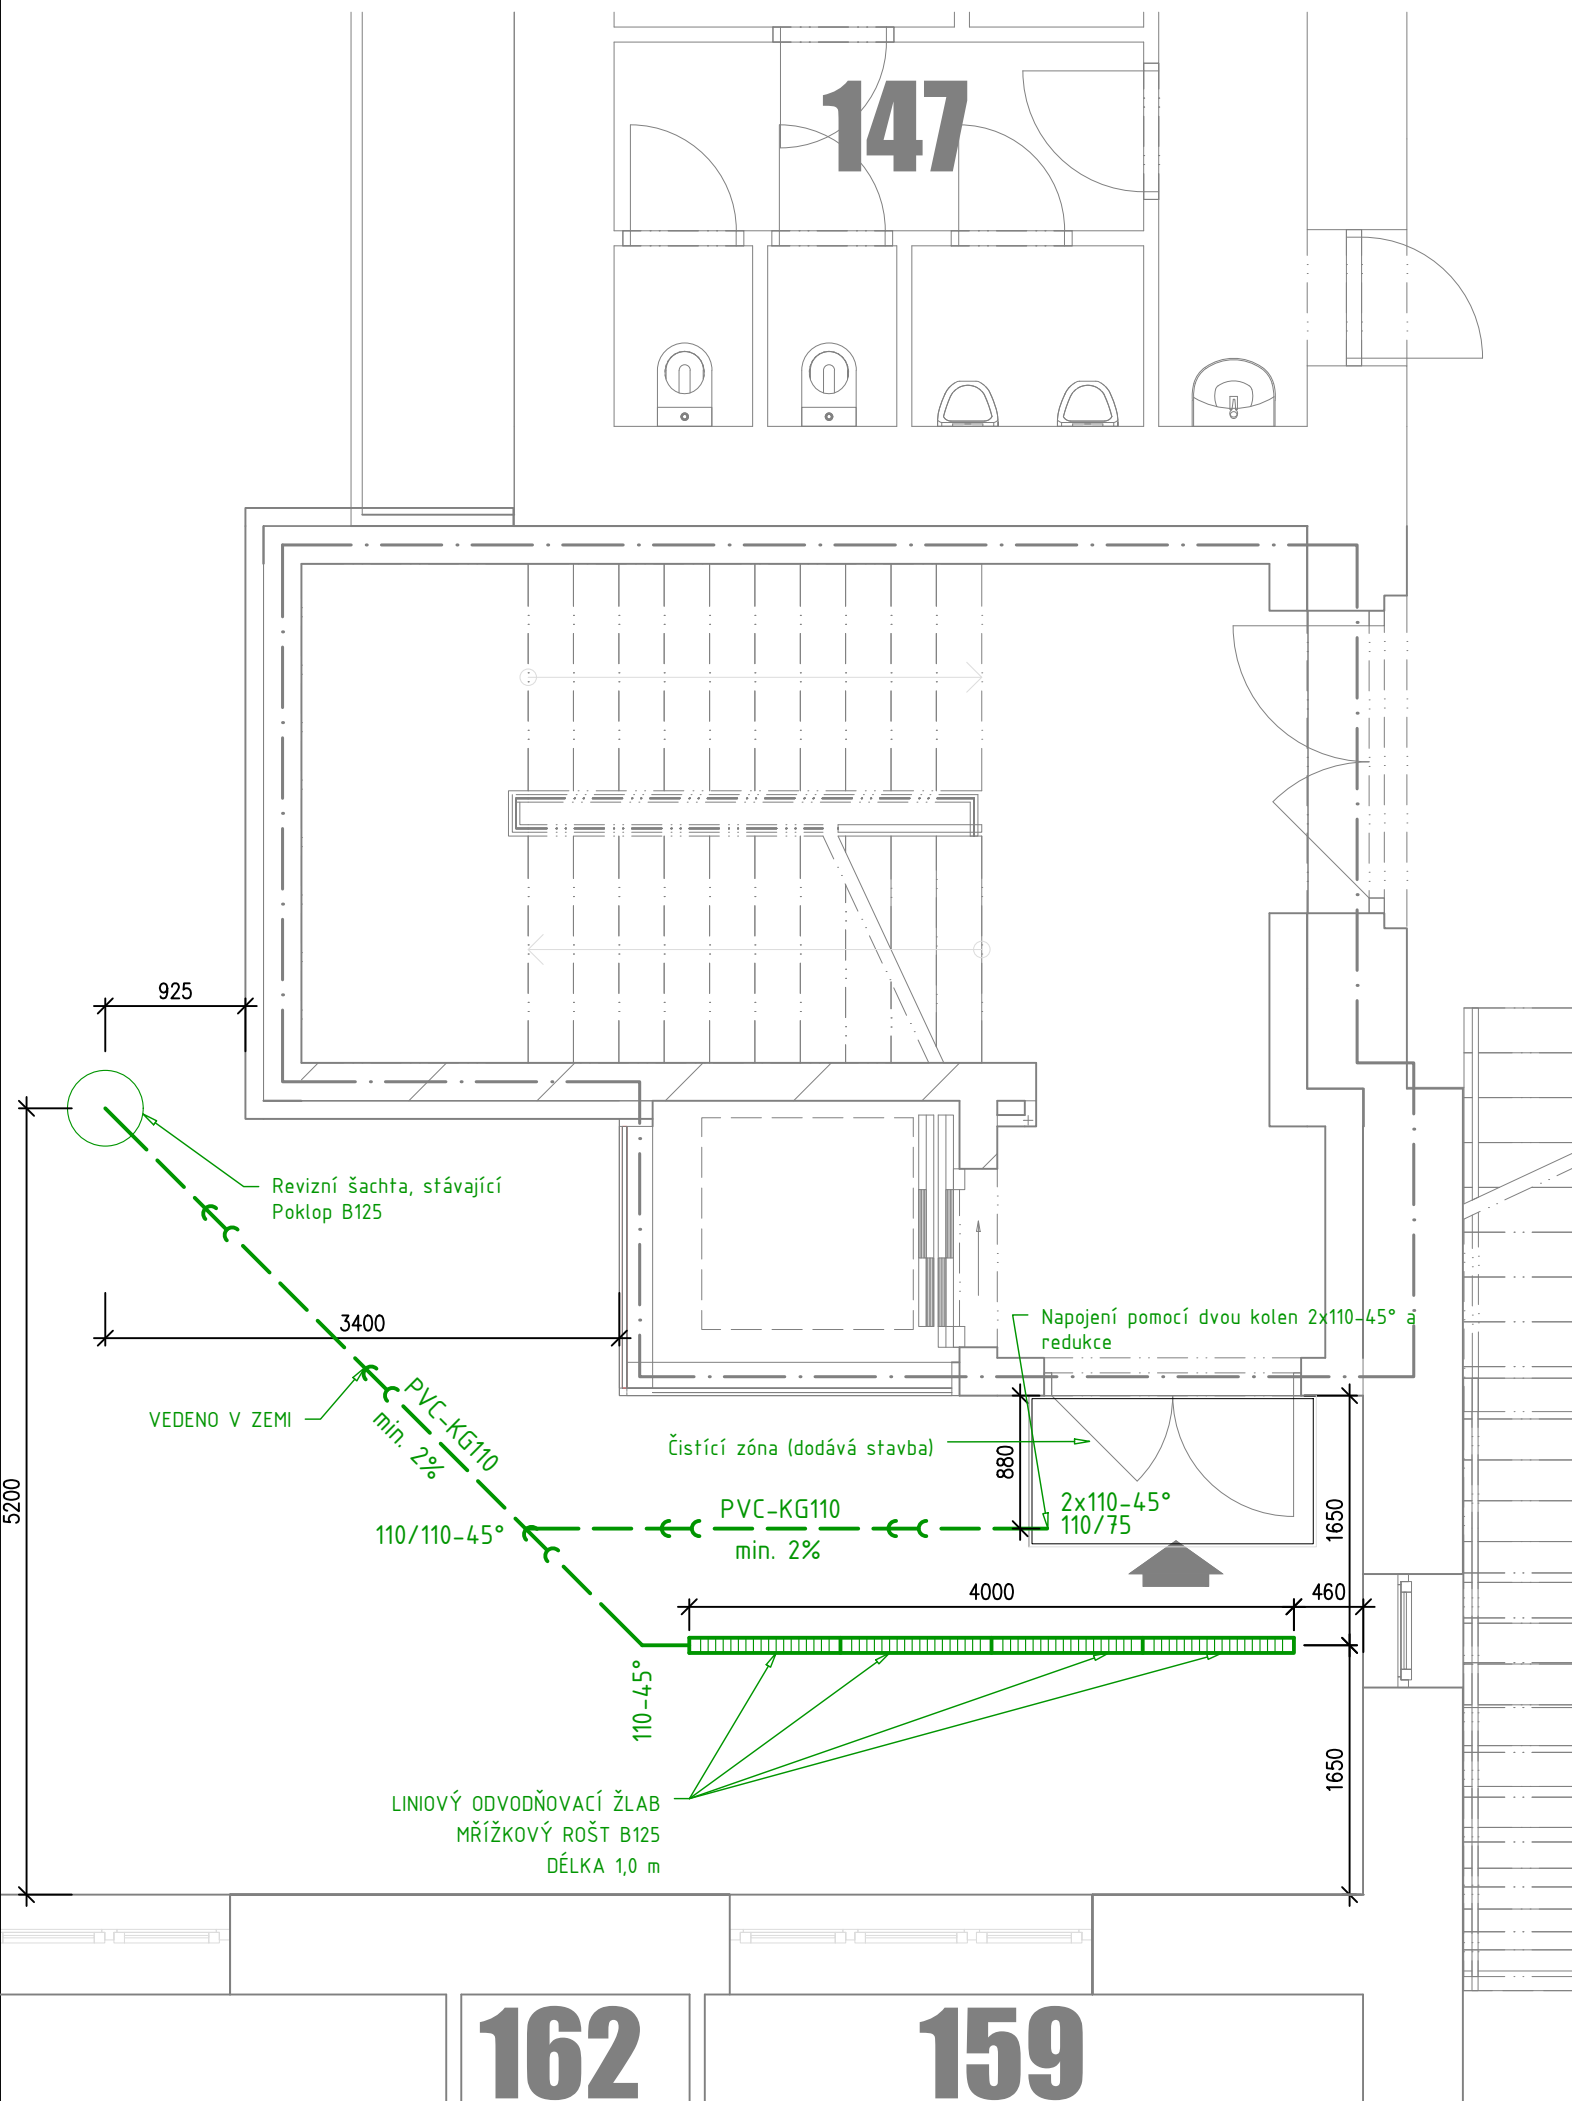 147
925
Revizní šachta, stávající
Poklop B125
3400
Napojení pomocí dvou kolen 2x110-45° a
redukce
VEDENO V ZEMI
PVC-KG110
min. 2%
Čistící zóna (dodává stavba)
880
5200
110/110-45°
PVC-KG110
min. 2%
2x110-45°
110/75
1650
4000
460
110-45°
1650
LINIOVÝ ODVODŇOVACÍ ŽLAB
MŘÍŽKOVÝ ROŠT B125
DÉLKA 1,0 m
162
159